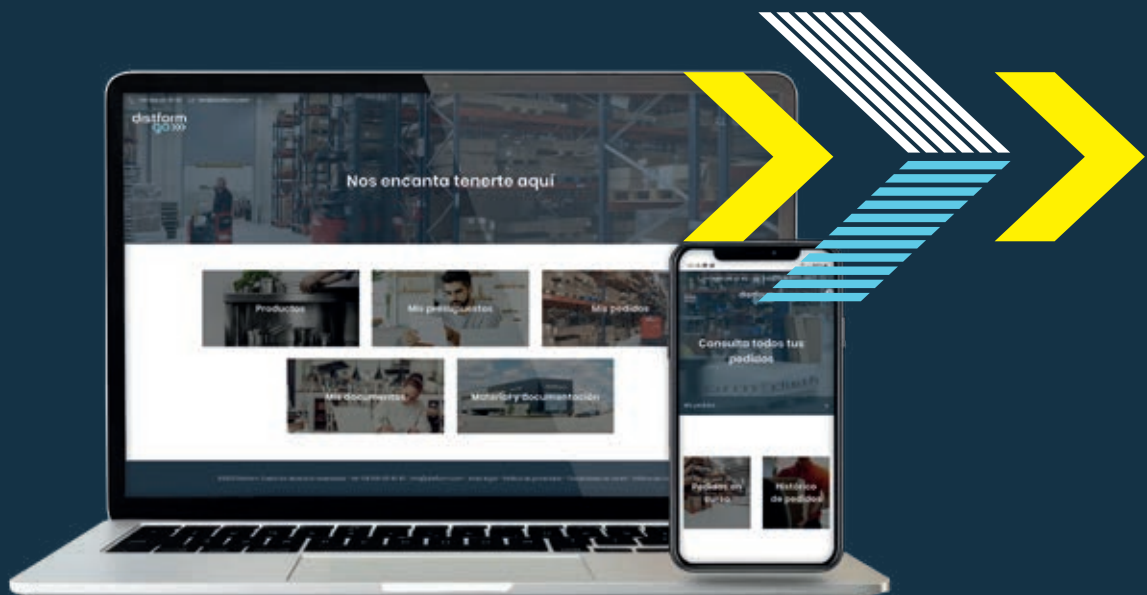 distform
go
Nos encanta tenerte aquí
Productos
Mis presupuestos
Mis pedidos
Mis documentos
Material y documentación
Consulta todos tus
pedidos
Pedidos en
curso
Histórico
de pedidos